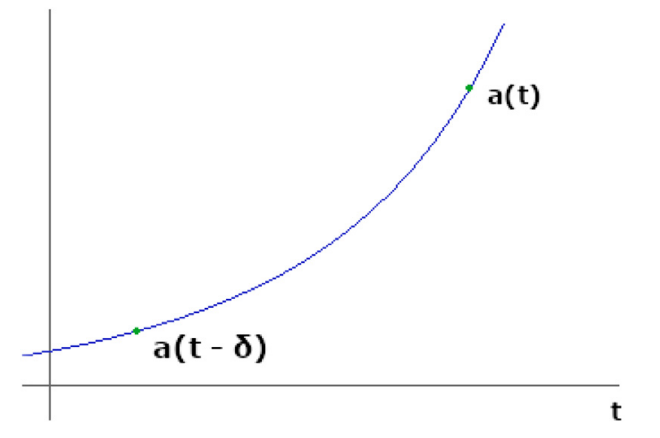 a(t)
a(t - δ)
t